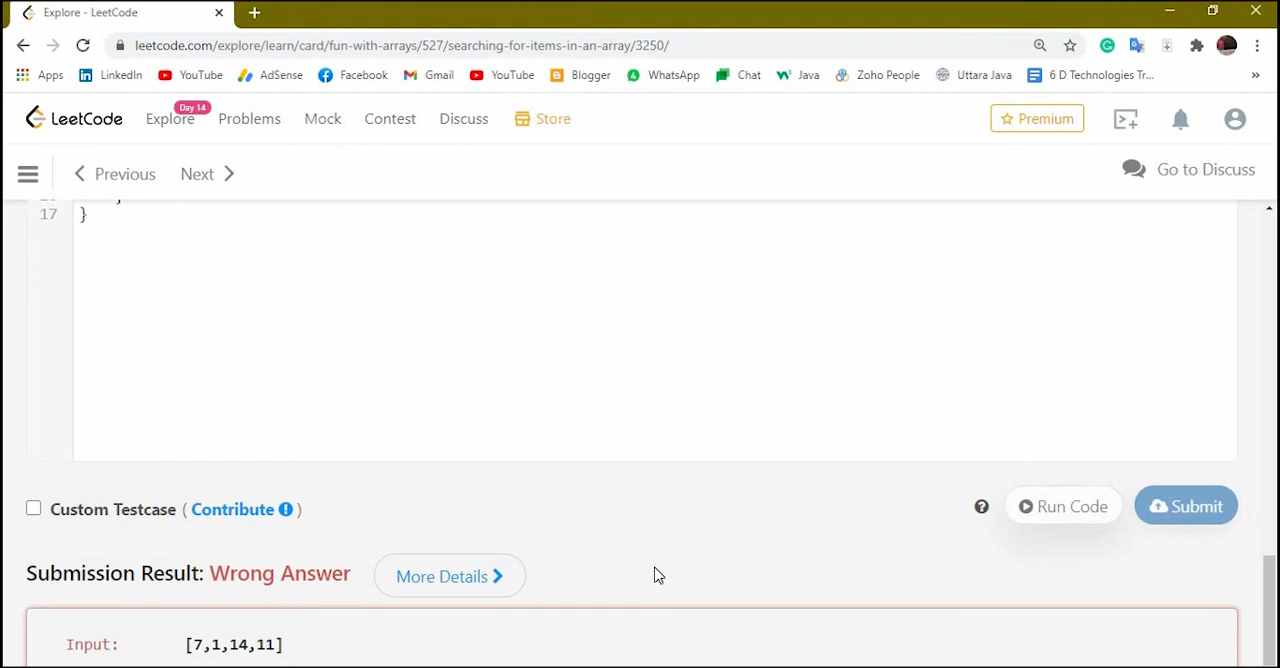 Explore - LeetCode
leetcode.com/explore/learn/card/fun-with-arrays/527/searching-for-items-in-an-array/3250/
Apps LinkedIn YouTube AdSense Facebook Gmail YouTube Blogger WhatsApp Chat Java Zoho People Uttara Java 6 D Technologies Tr... »
LeetCode Explore Day 14 Problems Mock Contest Discuss Store Premium
Previous Next Go to Discuss
17 }
Custom Testcase ( Contribute )
Run Code Submit
Submission Result: Wrong Answer More Details
Input: [7,1,14,11]